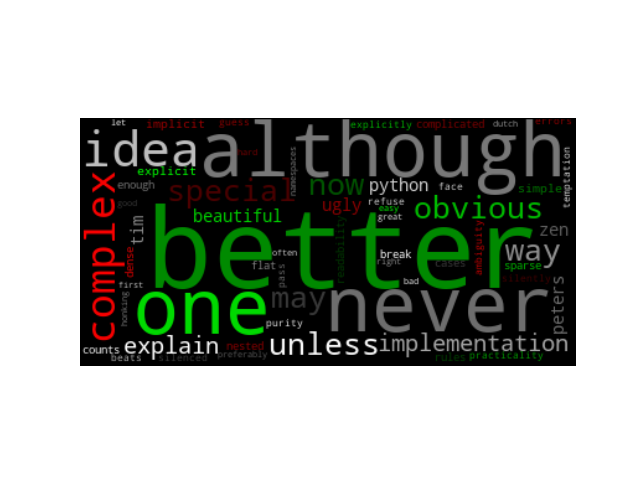 let
implicit
guess
explicitly
complicated
dutch
errors
idea
although
hard
namespaces
temptation
explicit
complex
enough
special
now
python
face
simple
good
beautiful
ugly
easy
refuse
great
obvious
tim
better
readability
ambiguity
zen
dense
often
break
way
flat
pass
right
cases
sparse
first
bad
silently
honking
one
may
never
peters
purity
counts
explain
unless
implementation
nested
beats
silenced
preferably
rules
practicality